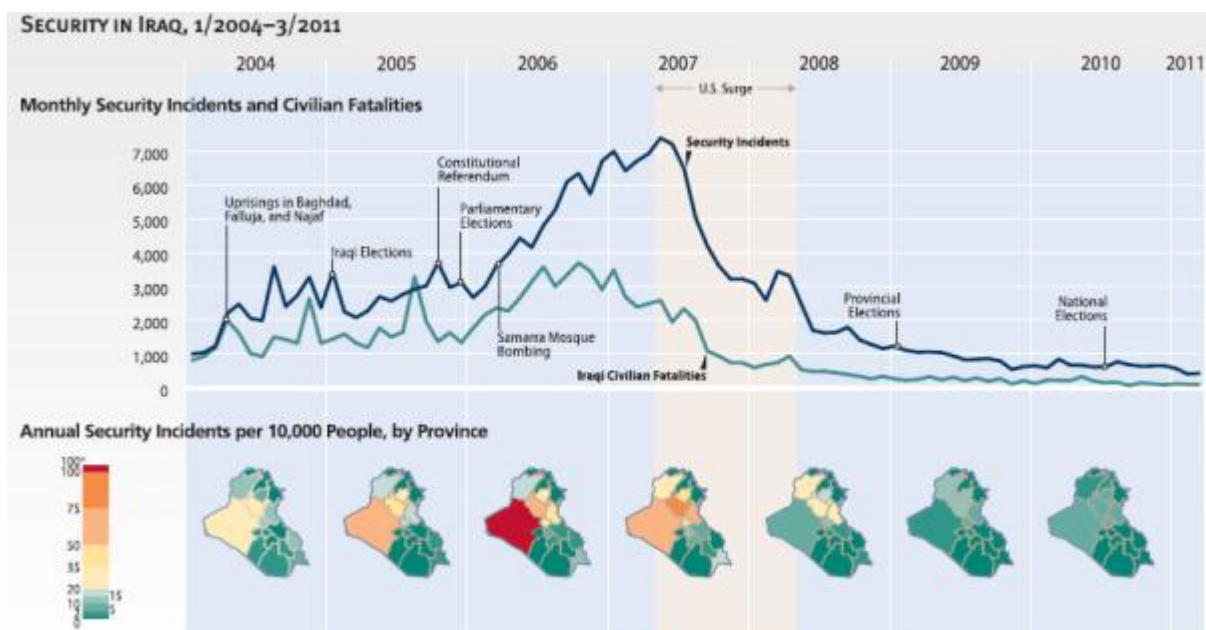 SECURITY IN IRAQ, 1/2004–3/2011
2004 2005 2006 2007 2008 2009 2010 2011
U.S. Surge
Monthly Security Incidents and Civilian Fatalities
7,000
6,000
5,000
4,000
3,000
2,000
1,000
0
Uprisings in Baghdad,
Falluja, and Najaf
Iraqi Elections
Constitutional
Referendum
Parliamentary
Elections
Samarra Mosque
Bombing
Security Incidents
Iraqi Civilian Fatalities
Provincial
Elections
National
Elections
Annual Security Incidents per 10,000 People, by Province
100
75
50
35
20
15
10
5
0